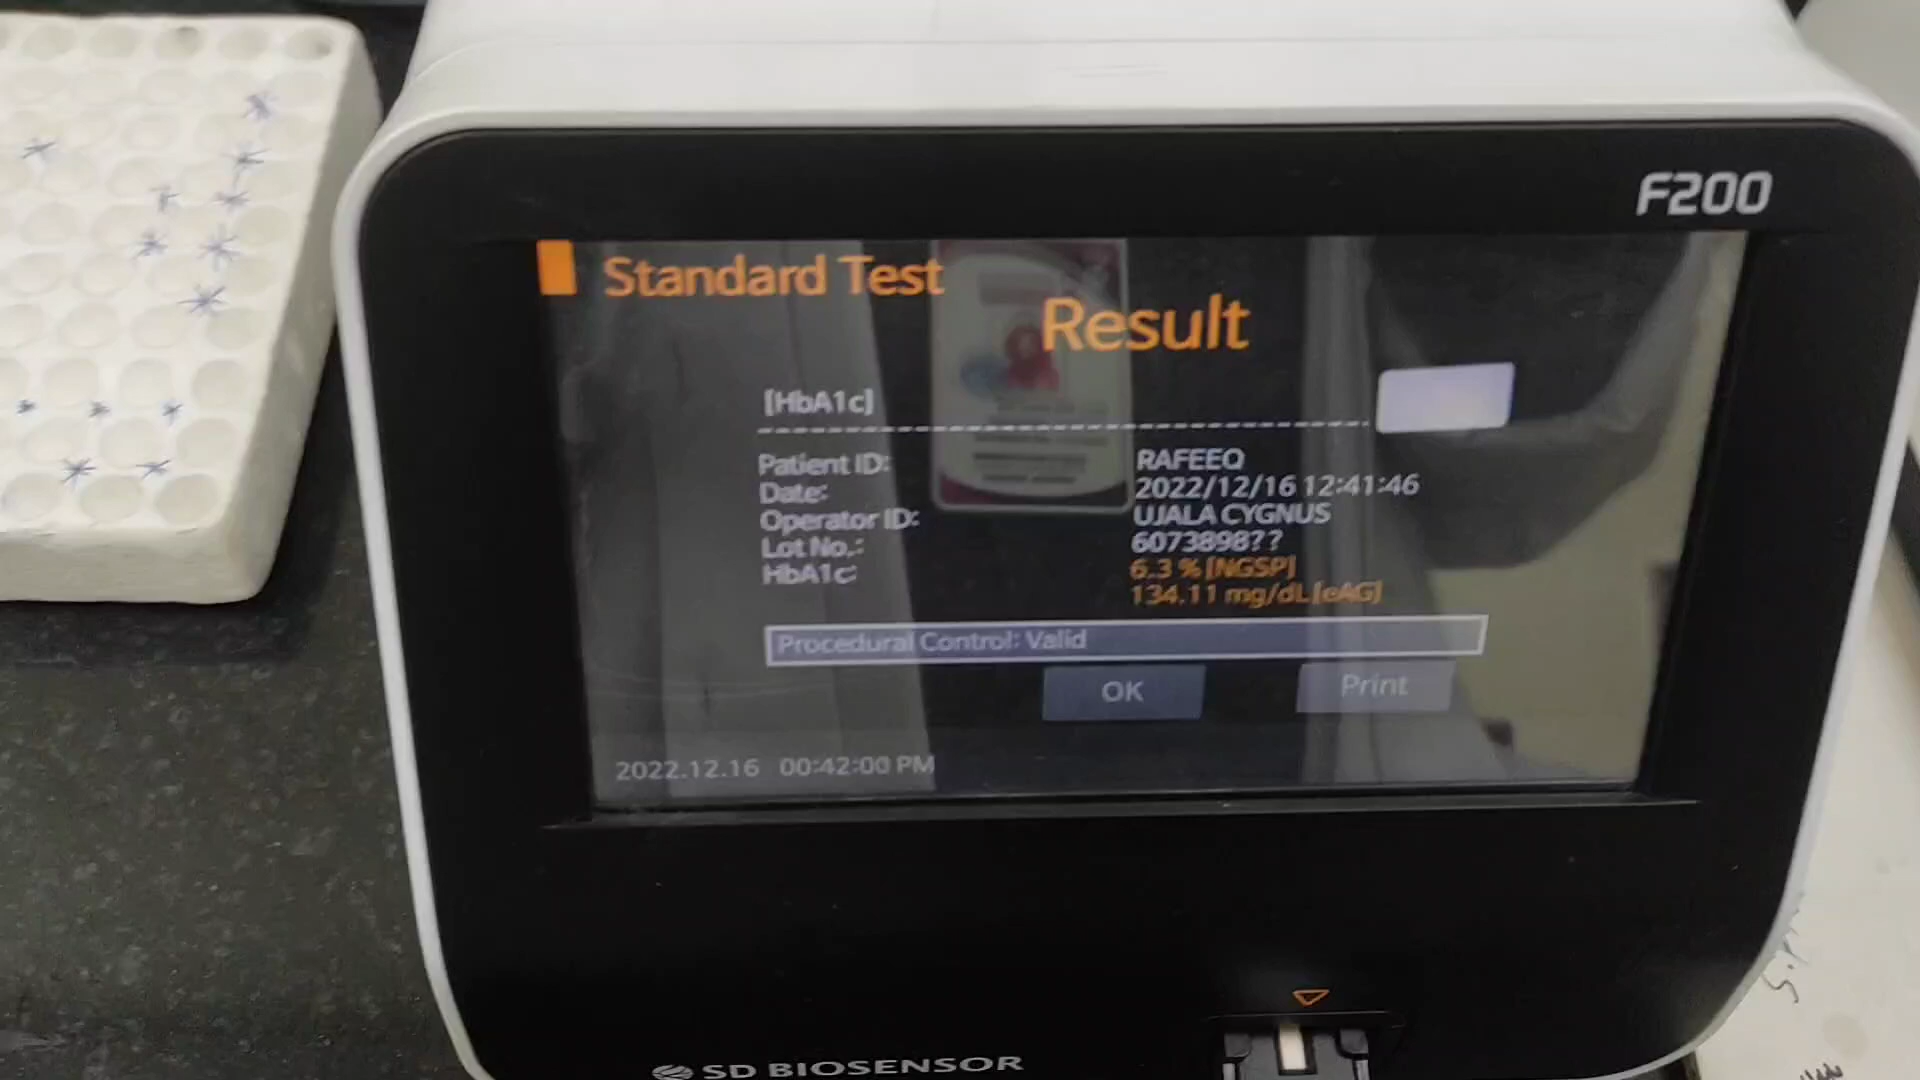 F200
Standard Test
Result
[HbA1c]
Patient ID: RAFEEQ
Date: 2022/12/16 12:41:46
Operator ID: UJALA CYGNUS
Lot No.: 6073898??
HbA1c: 6.3 % [NGSP]
134.11 mg/dL [eAG]
Procedural Control: Valid
OK Print
2022.12.16 00:42:00 PM
SD BIOSENSOR